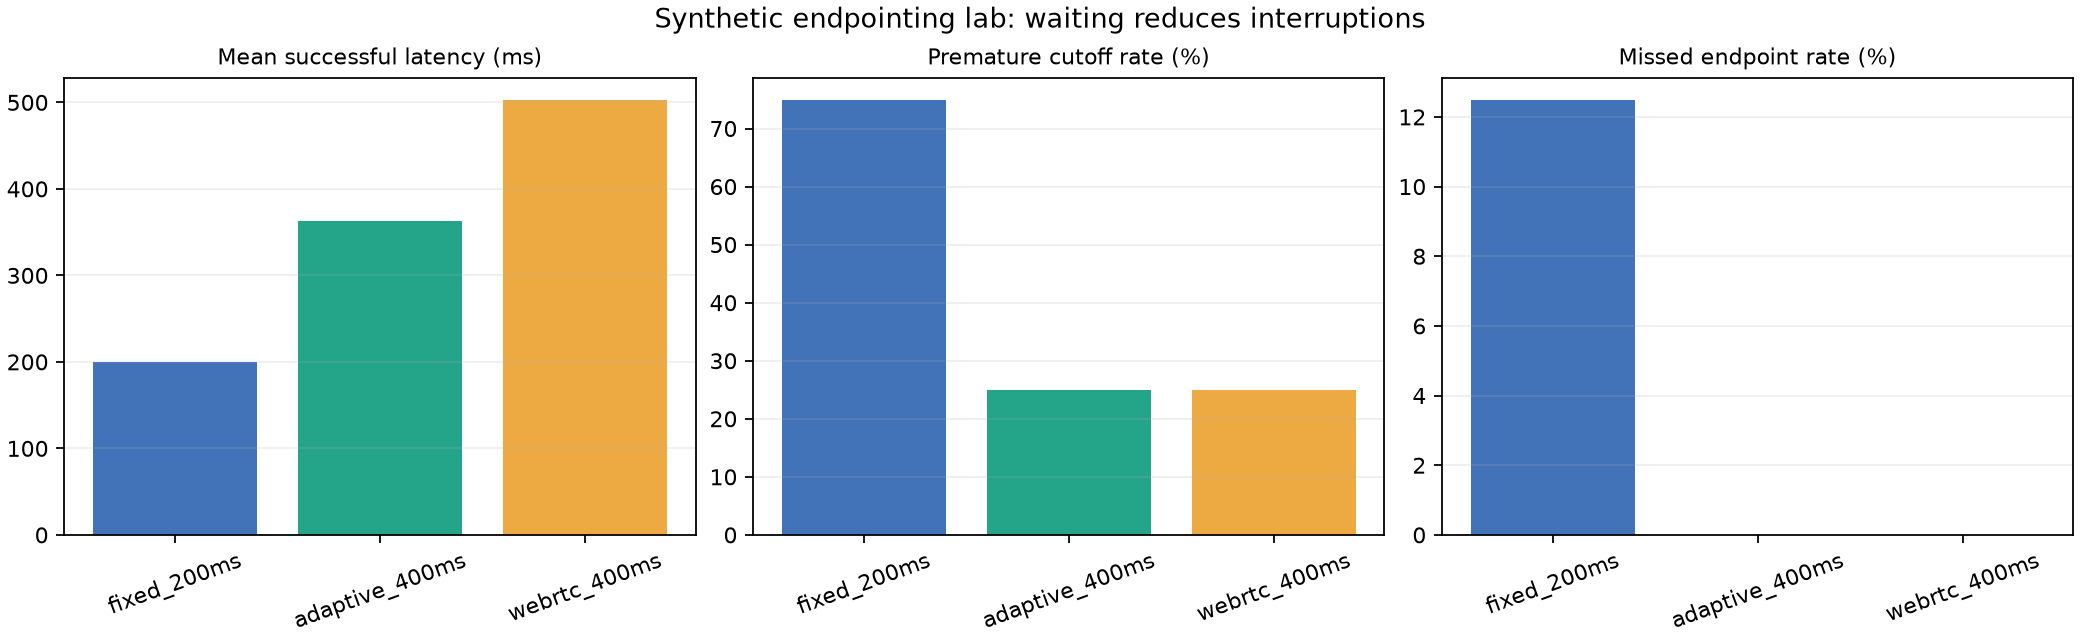 Synthetic endpointing lab: waiting reduces interruptions
Mean successful latency (ms)
500
400
300
200
100
0
fixed_200ms
adaptive_400ms
webrtc_400ms
Premature cutoff rate (%)
70
60
50
40
30
20
10
0
fixed_200ms
adaptive_400ms
webrtc_400ms
Missed endpoint rate (%)
12
10
8
6
4
2
0
fixed_200ms
adaptive_400ms
webrtc_400ms